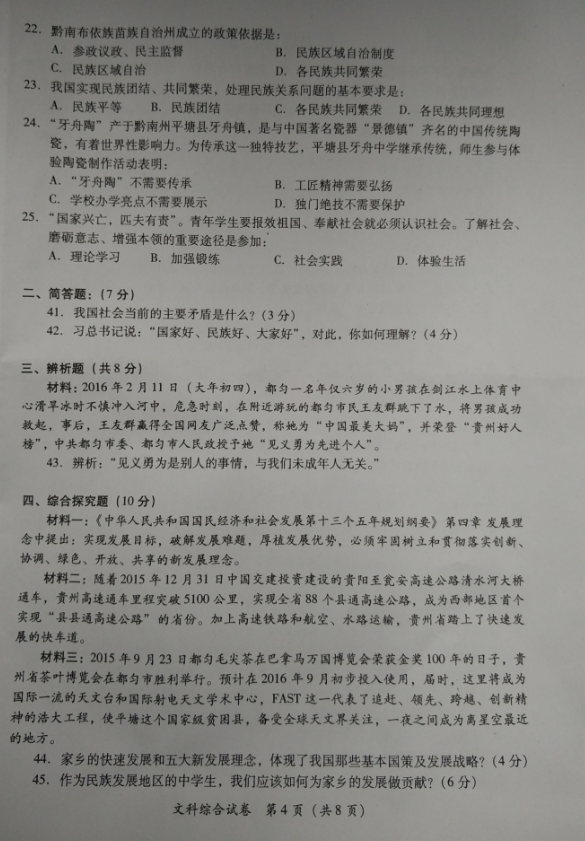 22. 黔南布依族苗族自治州成立的政策依据是：
A. 参政议政、民主监督 B. 民族区域自治制度
C. 民族区域自治 D. 各民族共同繁荣
23. 我国实现民族团结、共同繁荣，处理民族关系问题的基本要求是：
A. 民族平等 B. 民族团结 C. 各民族共同繁荣 D. 各民族共同理想
24. “牙舟陶”产于黔南州平塘县牙舟镇，是与中国著名瓷器“景德镇”齐名的中国传统陶
瓷，有着世界性影响力。为传承这一独特技艺，平塘县牙舟中学继承传统，师生参与体
验陶瓷制作活动表明：
A. “牙舟陶”不需要传承 B. 工匠精神需要弘扬
C. 学校办学亮点不需要展示 D. 独门绝技不需要保护
25. “国家兴亡，匹夫有责”。青年学生要报效祖国、奉献社会就必须认识社会。了解社会、
磨砺意志、增强本领的重要途径是参加：
A. 理论学习 B. 加强锻炼 C. 社会实践 D. 体验生活
二、简答题：（7 分）
41. 我国社会当前的主要矛盾是什么？（3 分）
42. 习总书记说：“国家好、民族好、大家好”，对此，你如何理解？（4 分）
三、辨析题（共 8 分）
材料：2016 年 2 月 11 日（大年初四），都匀一名年仅六岁的小男孩在剑江水上体育中
心滑旱冰时不慎冲入河中，危急时刻，在附近游玩的都匀市民王友群跳下了水，将男孩成功
救起，事后，王友群赢得全国网友广泛点赞，称她为“中国最美大妈”，并荣登“贵州好人
榜”，中共都匀市委、都匀市人民政授予她“见义勇为先进个人”。
43. 辨析：“见义勇为是别人的事情，与我们未成年人无关。”
四、综合探究题（10 分）
材料一：《中华人民共和国国民经济和社会发展第十三个五年规划纲要》第四章 发展理
念中提出：实现发展目标，破解发展难题，厚植发展优势，必须牢固树立和贯彻落实创新、
协调、绿色、开放、共享的新发展理念。
材料二：随着 2015 年 12 月 31 日中国交建投资建设的贵阳至瓮安高速公路清水河大桥
通车，贵州高速通车里程突破 5100 公里，实现全省 88 个县通高速公路，成为西部地区首个
实现“县县通高速公路”的省份。加上高速铁路和航空、水路运输，贵州省踏上了快速发
展的快车道。
材料三：2015 年 9 月 23 日都匀毛尖茶在巴拿马万国博览会荣获金奖 100 年的日子，贵
州省茶叶博览会在都匀市胜利举行。预计在 2016 年 9 月初步投入使用，届时，这里将成为
国际一流的天文台和国际射电天文学术中心，FAST 这一代表了追赶、领先、跨越、创新精
神的浩大工程，使平塘这个国家级贫困县，备受全球天文界关注，一夜之间成为离星空最近
的地方。
44. 家乡的快速发展和五大新发展理念，体现了我国那些基本国策及发展战略？（4 分）
45. 作为民族发展地区的中学生，我们应该如何为家乡的发展做贡献？（6 分）
文科综合试卷 第 4 页（共 8 页）